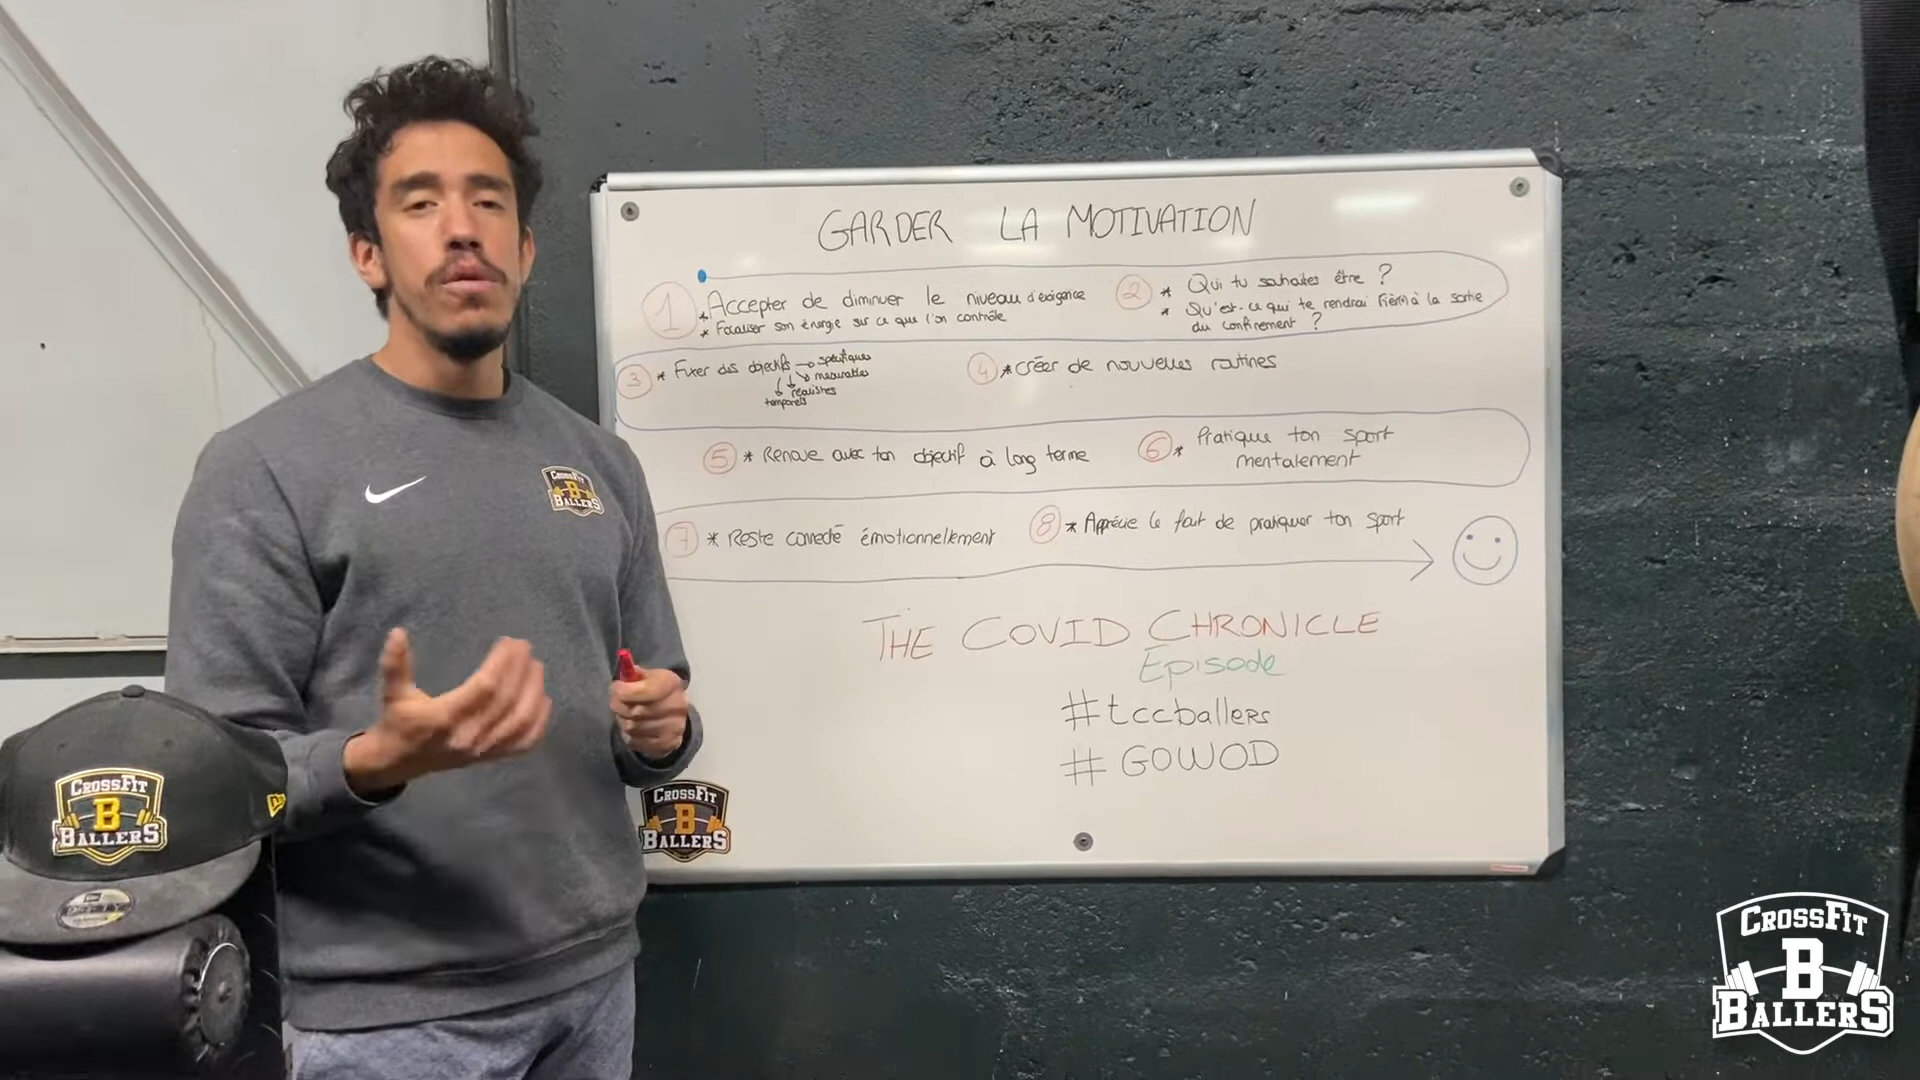 GARDER LA MOTIVATION
1 * Accepter de diminuer le niveau d'exigence
* Focaliser son énergie sur ce que l'on contrôle
2 * Qui tu souhaites être ?
* Qu'est-ce qui te rendrai fièr(e) à la sortie
du confinement ?
3 * Fixer des objectifs → spécifiques
mesurables
réalistes
temporels
4 * créer de nouvelles routines
5 * Renoue avec ton objectif à long terme
6 * Pratique ton sport
mentalement
7 * Reste connecté émotionnellement
8 * Apprécie le fait de pratiquer ton sport
THE COVID CHRONICLE
Episode
#tccballers
# GOWOD
CROSSFIT
B
BALLERS
CROSSFIT
B
BALLERS
CROSSFIT
B
BALLERS
CROSSFIT
B
BALLERS